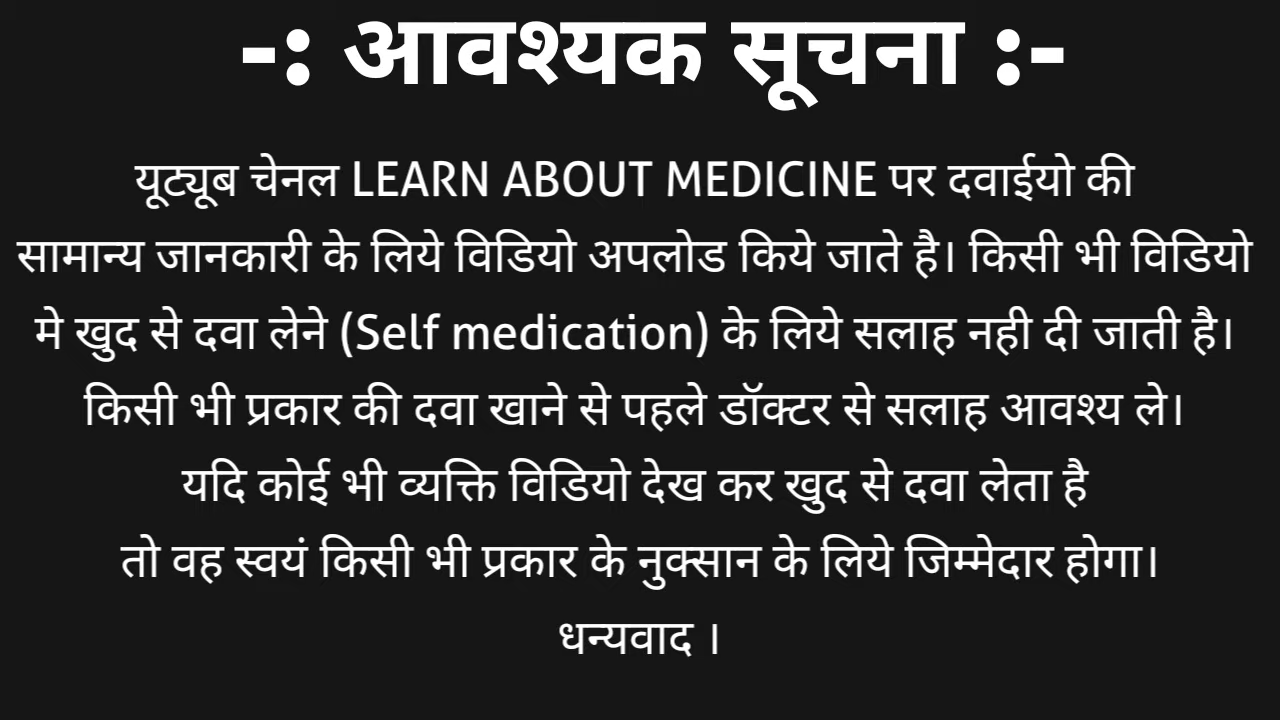 -: आवश्यक सूचना :-
यूट्यूब चेनल LEARN ABOUT MEDICINE पर दवाईयो की
सामान्य जानकारी के लिये विडियो अपलोड किये जाते है। किसी भी विडियो
मे खुद से दवा लेने (Self medication) के लिये सलाह नही दी जाती है।
किसी भी प्रकार की दवा खाने से पहले डॉक्टर से सलाह आवश्य ले।
यदि कोई भी व्यक्ति विडियो देख कर खुद से दवा लेता है
तो वह स्वयं किसी भी प्रकार के नुक्सान के लिये जिम्मेदार होगा।
धन्यवाद ।